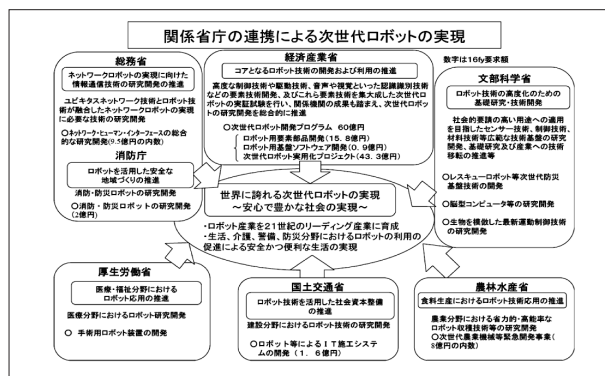 関係省庁の連携による次世代ロボットの実現
総務省
ネットワークロボットの実現に向けた
情報通信技術の研究開発の推進
ユビキタスネットワーク技術とロボット技
術が融合したネットワークロボットの実現
に必要な技術の研究開発
○ネットワーク・ヒューマン・インターフェースの総合
的な研究開発(9.5億円の内数)
消防庁
ロボットを活用した安全な
地域づくりの推進
消防・防災ロボットの研究開発
○消防・防災ロボットの研究開発
(2億円)
経済産業省
コアとなるロボット技術の開発および利用の推進
高度な制御技術や駆動技術、音声や視覚といった認識識別技術
などの要素技術開発、及びこれら要素技術を集大成した次世代ロ
ボットの実証試験を行い、関係機関の成果も踏まえ、次世代ロボッ
トの研究開発を総合的に推進
○次世代ロボット開発プログラム 60億円
ロボット用要素部品開発(15.8億円)
ロボット用基盤ソフトウェア開発(0.9億円)
次世代ロボット実用化プロジェクト(43.3億円)
数字は16fy要求額
文部科学省
ロボット技術の高度化のための
基礎研究・技術研究
社会的要請の高い用途への適用
を目指したセンサー技術、制御技術、
材料技術等広範な技術基盤の研究
開発、基礎研究及び産業への技術
移転の推進等
○レスキューロボット等次世代防災
基盤技術の開発
○脳型コンピュータ等の研究開発
○生物を模倣した最新運動制御技術
の研究開発
世界に誇れる次世代ロボットの実現
~安心で豊かな社会の実現~
・ロボット産業を21世紀のリーディング産業に育成
・生活、介護、警備、防災分野におけるロボットの利用の
促進による安全かつ便利な生活の実現
厚生労働省
医療・福祉分野における
ロボット応用の推進
医療分野におけるロボット研究開発
○ 手術用ロボット装置の開発
国土交通省
ロボット技術を活用した社会資本整備
の推進
建設分野におけるロボット技術の研究開発
○ロボット等によるIT施工システ
ムの開発(1.6億円)
農林水産省
食料生産におけるロボット技術応用の推進
農業分野における省力的・高能率な
ロボット収穫技術等の研究開発
○次世代農業機械等緊急開発事業(
8億円の内数)